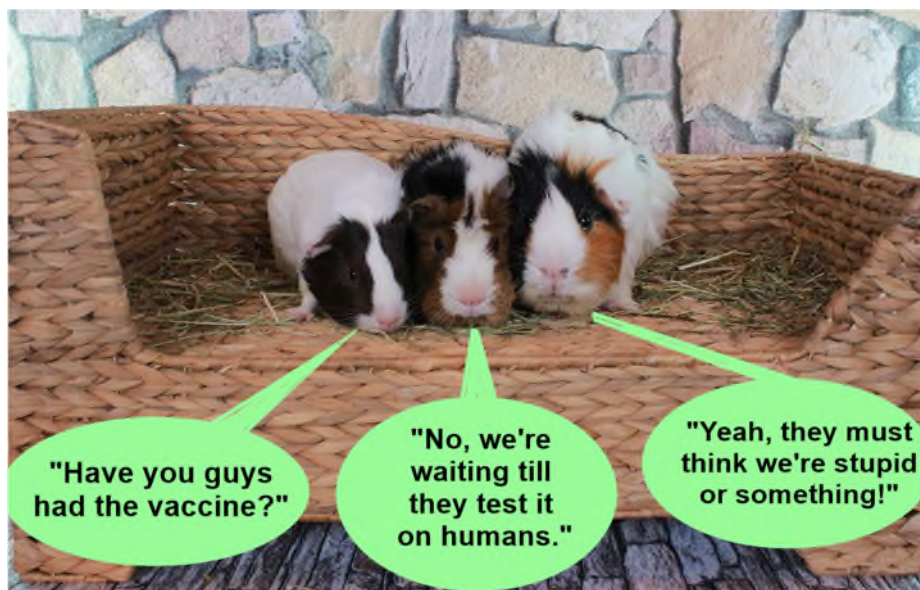 "Have you guys
had the vaccine?"
"No, we're
waiting till
they test it
on humans."
"Yeah, they must
think we're stupid
or something!"